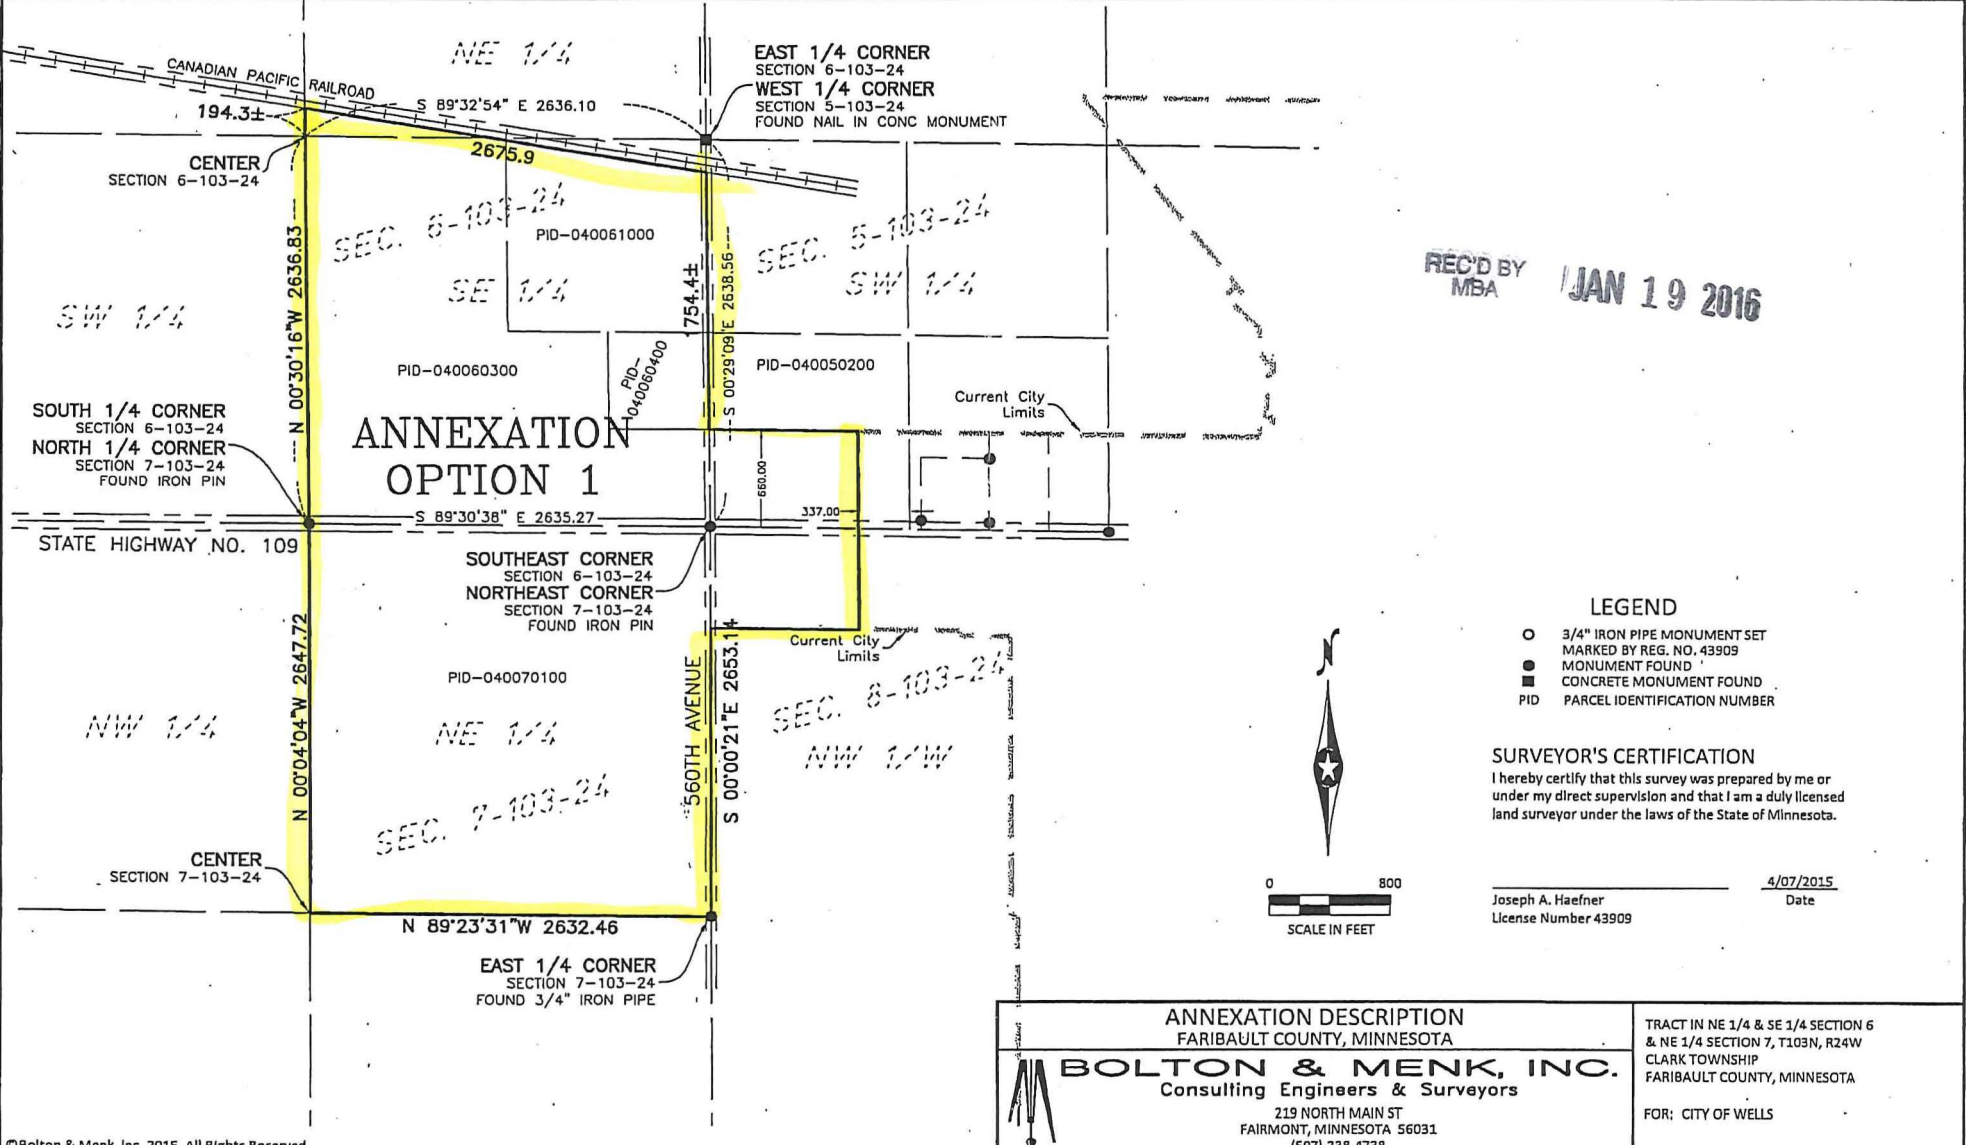 NE 1/4
CANADIAN PACIFIC RAILROAD
194.3±
S 89°32'54" E 2636.10
2675.9
EAST 1/4 CORNER
SECTION 6-103-24
WEST 1/4 CORNER
SECTION 5-103-24
FOUND NAIL IN CONC MONUMENT
CENTER
SECTION 6-103-24
SEC. 6-103-24
PID-040061000
SE 1/4
SEC. 5-103-24
SW 1/4
SW 1/4
N 00°30'16"W 2636.83
1754.4±
S 00°29'09"E 2638.56
REC'D BY
MBA
JAN 19 2016
PID-040060300
PID-
040060400
PID-040050200
Current City
Limits
SOUTH 1/4 CORNER
SECTION 6-103-24
NORTH 1/4 CORNER
SECTION 7-103-24
FOUND IRON PIN
ANNEXATION
OPTION 1
660.00
337.00
S 89°30'38" E 2635.27
STATE HIGHWAY NO. 109
SOUTHEAST CORNER
SECTION 6-103-24
NORTHEAST CORNER
SECTION 7-103-24
FOUND IRON PIN
Current City
Limits
N 00°04'04"W 2647.72
PID-040070100
560TH AVENUE
S 00°00'21"E 2653.14
NW 1/4
NE 1/4
SEC. 7-103-24
SEC. 8-103-24
NW 1/W
CENTER
SECTION 7-103-24
N 89°23'31"W 2632.46
EAST 1/4 CORNER
SECTION 7-103-24
FOUND 3/4" IRON PIPE
N
0 800
SCALE IN FEET
LEGEND
3/4" IRON PIPE MONUMENT SET
MARKED BY REG. NO. 43909
MONUMENT FOUND
CONCRETE MONUMENT FOUND
PID PARCEL IDENTIFICATION NUMBER
SURVEYOR'S CERTIFICATION
I hereby certify that this survey was prepared by me or
under my direct supervision and that I am a duly licensed
land surveyor under the laws of the State of Minnesota.
4/07/2015
Joseph A. Haefner Date
License Number 43909
ANNEXATION DESCRIPTION
FARIBAULT COUNTY, MINNESOTA
BOLTON & MENK, INC.
Consulting Engineers & Surveyors
219 NORTH MAIN ST
FAIRMONT, MINNESOTA 56031
(507) 238-4738
TRACT IN NE 1/4 & SE 1/4 SECTION 6
& NE 1/4 SECTION 7, T103N, R24W
CLARK TOWNSHIP
FARIBAULT COUNTY, MINNESOTA
FOR: CITY OF WELLS
©Bolton & Menk, Inc. 2015, All Rights Reserved